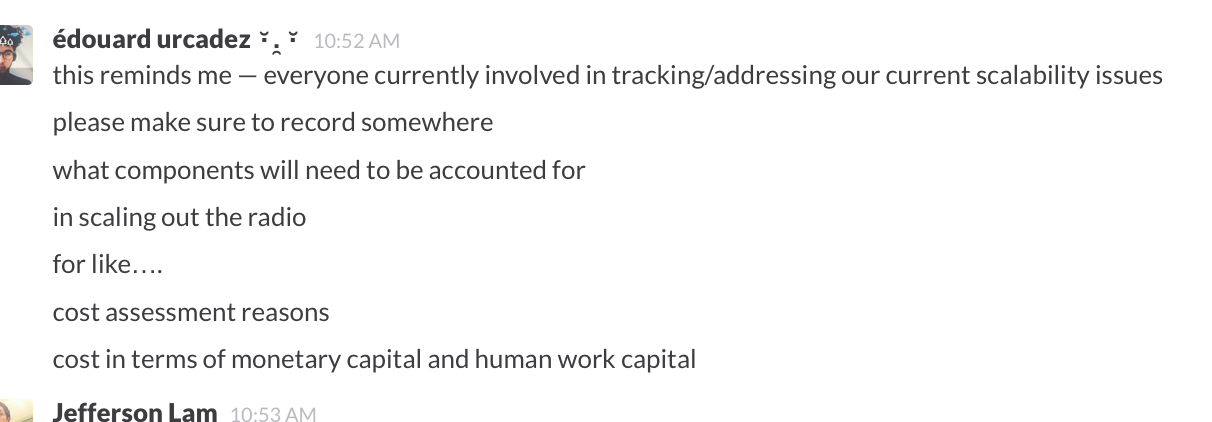 édouard urcadez ˘̩̩.̮˘̩ 10:52 AM
this reminds me — everyone currently involved in tracking/addressing our current scalability issues
please make sure to record somewhere
what components will need to be accounted for
in scaling out the radio
for like….
cost assessment reasons
cost in terms of monetary capital and human work capital
Jefferson Lam 10:53 AM